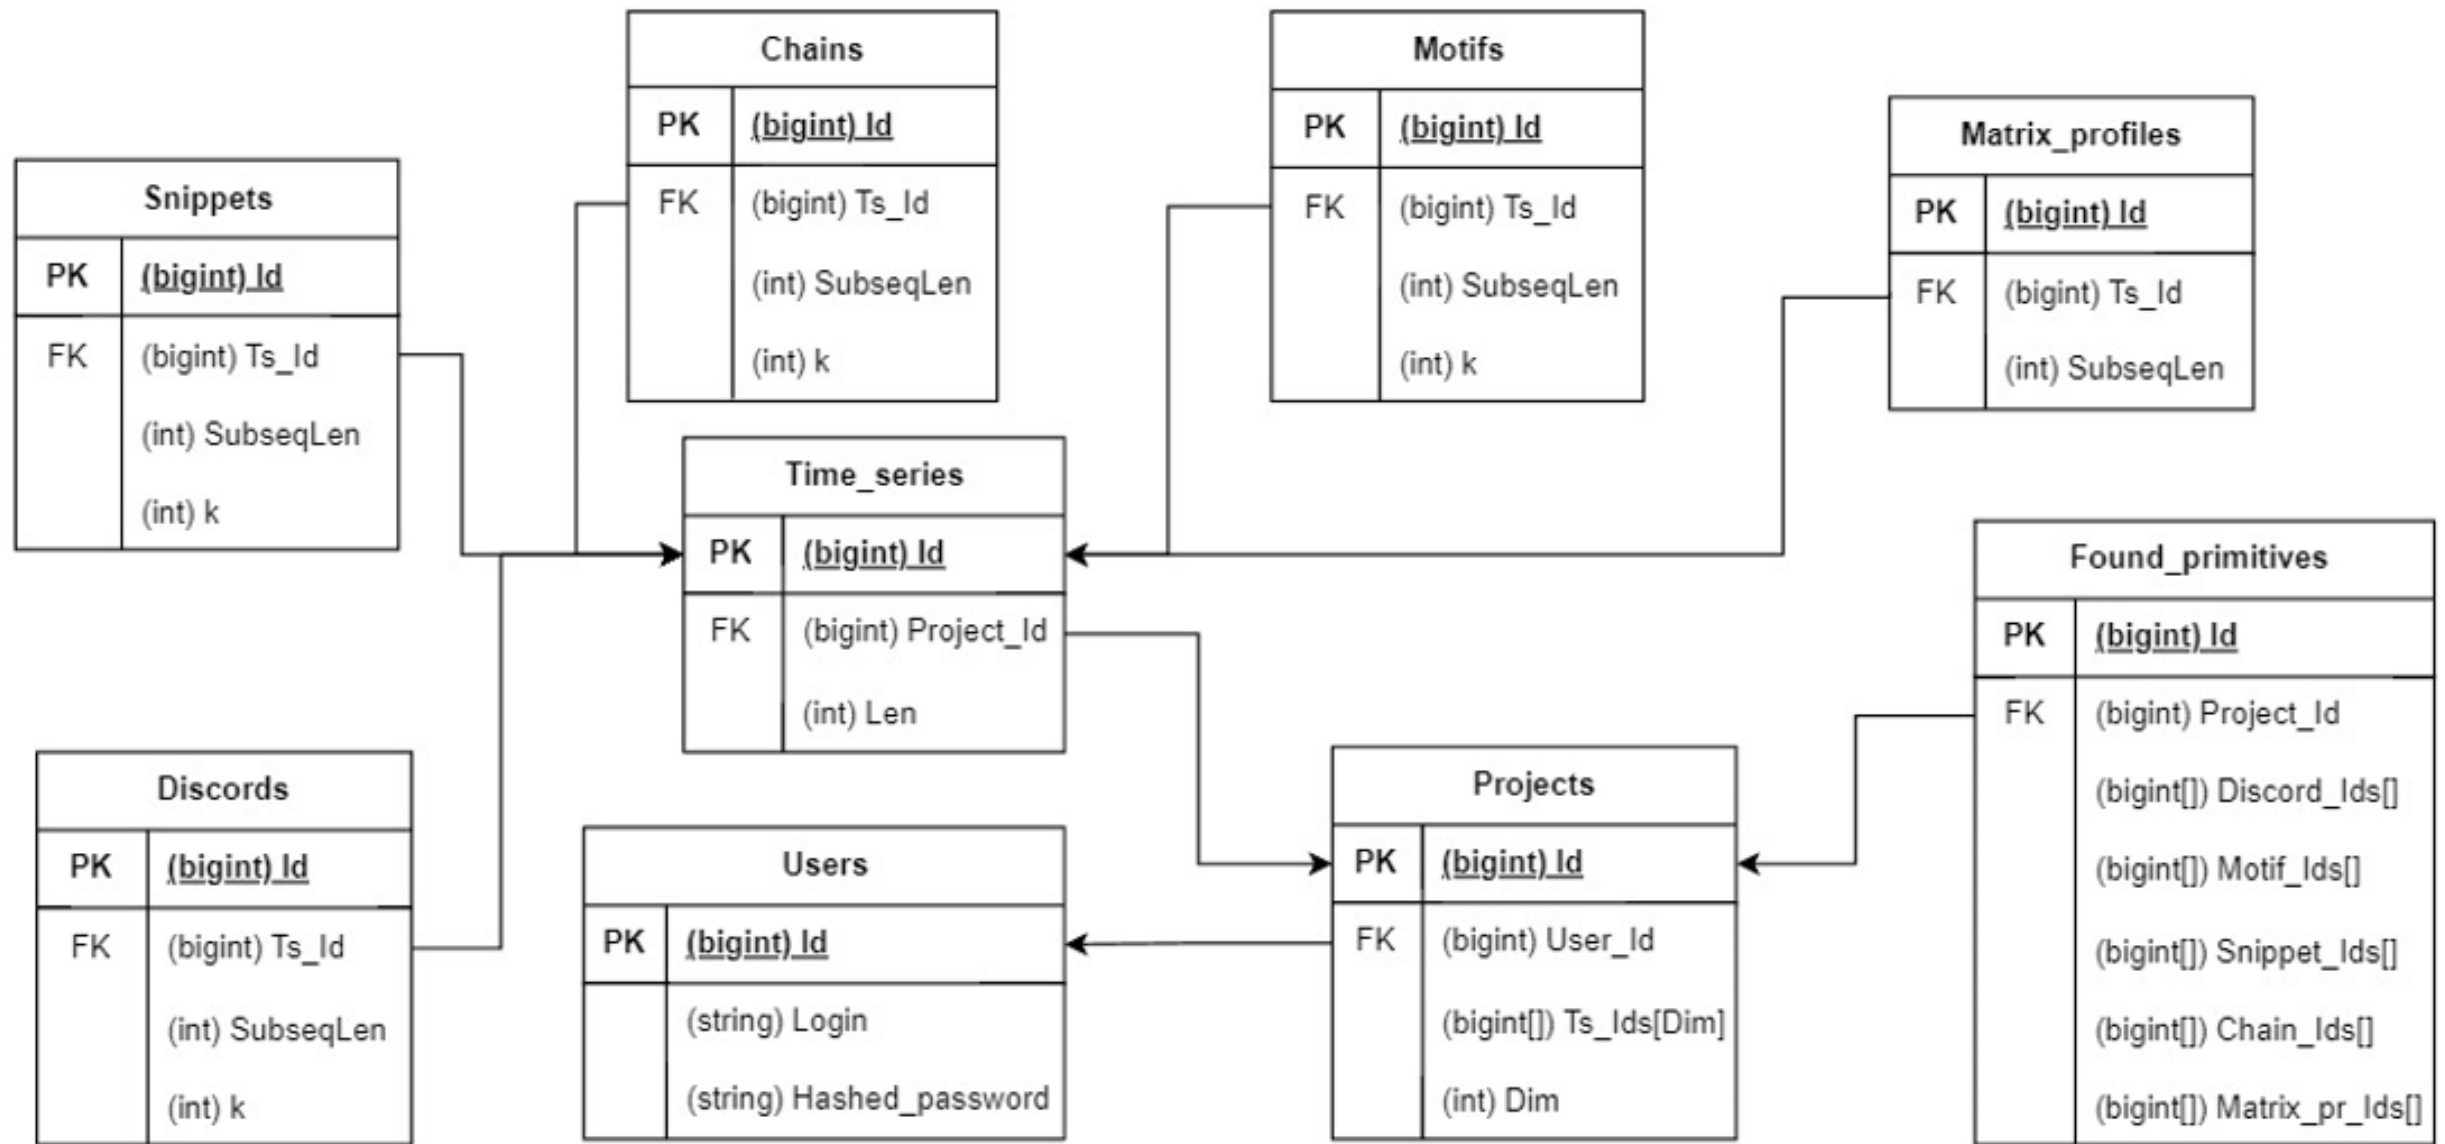 Chains
PK (bigint) Id
FK (bigint) Ts_Id
(int) SubseqLen
(int) k
Motifs
PK (bigint) Id
FK (bigint) Ts_Id
(int) SubseqLen
(int) k
Matrix_profiles
PK (bigint) Id
FK (bigint) Ts_Id
(int) SubseqLen
Snippets
PK (bigint) Id
FK (bigint) Ts_Id
(int) SubseqLen
(int) k
Time_series
PK (bigint) Id
FK (bigint) Project_Id
(int) Len
Found_primitives
PK (bigint) Id
FK (bigint) Project_Id
(bigint[]) Discord_Ids[]
(bigint[]) Motif_Ids[]
(bigint[]) Snippet_Ids[]
(bigint[]) Chain_Ids[]
(bigint[]) Matrix_pr_Ids[]
Discords
PK (bigint) Id
FK (bigint) Ts_Id
(int) SubseqLen
(int) k
Users
PK (bigint) Id
(string) Login
(string) Hashed_password
Projects
PK (bigint) Id
FK (bigint) User_Id
(bigint[]) Ts_Ids[Dim]
(int) Dim